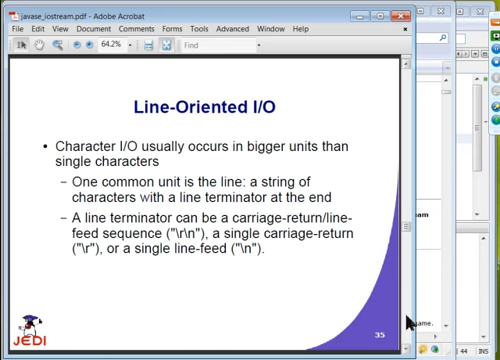 javase_iostream.pdf - Adobe Acrobat
File Edit View Document Comments Forms Tools Advanced
Window Help
64.2% Find
Line-Oriented I/O
• Character I/O usually occurs in bigger units than
single characters
– One common unit is the line: a string of
characters with a line terminator at the end
– A line terminator can be a carriage-return/line-
feed sequence ("\r\n"), a single carriage-return
("\r"), or a single line-feed ("\n").
JEDI
35
ame.
44 INS